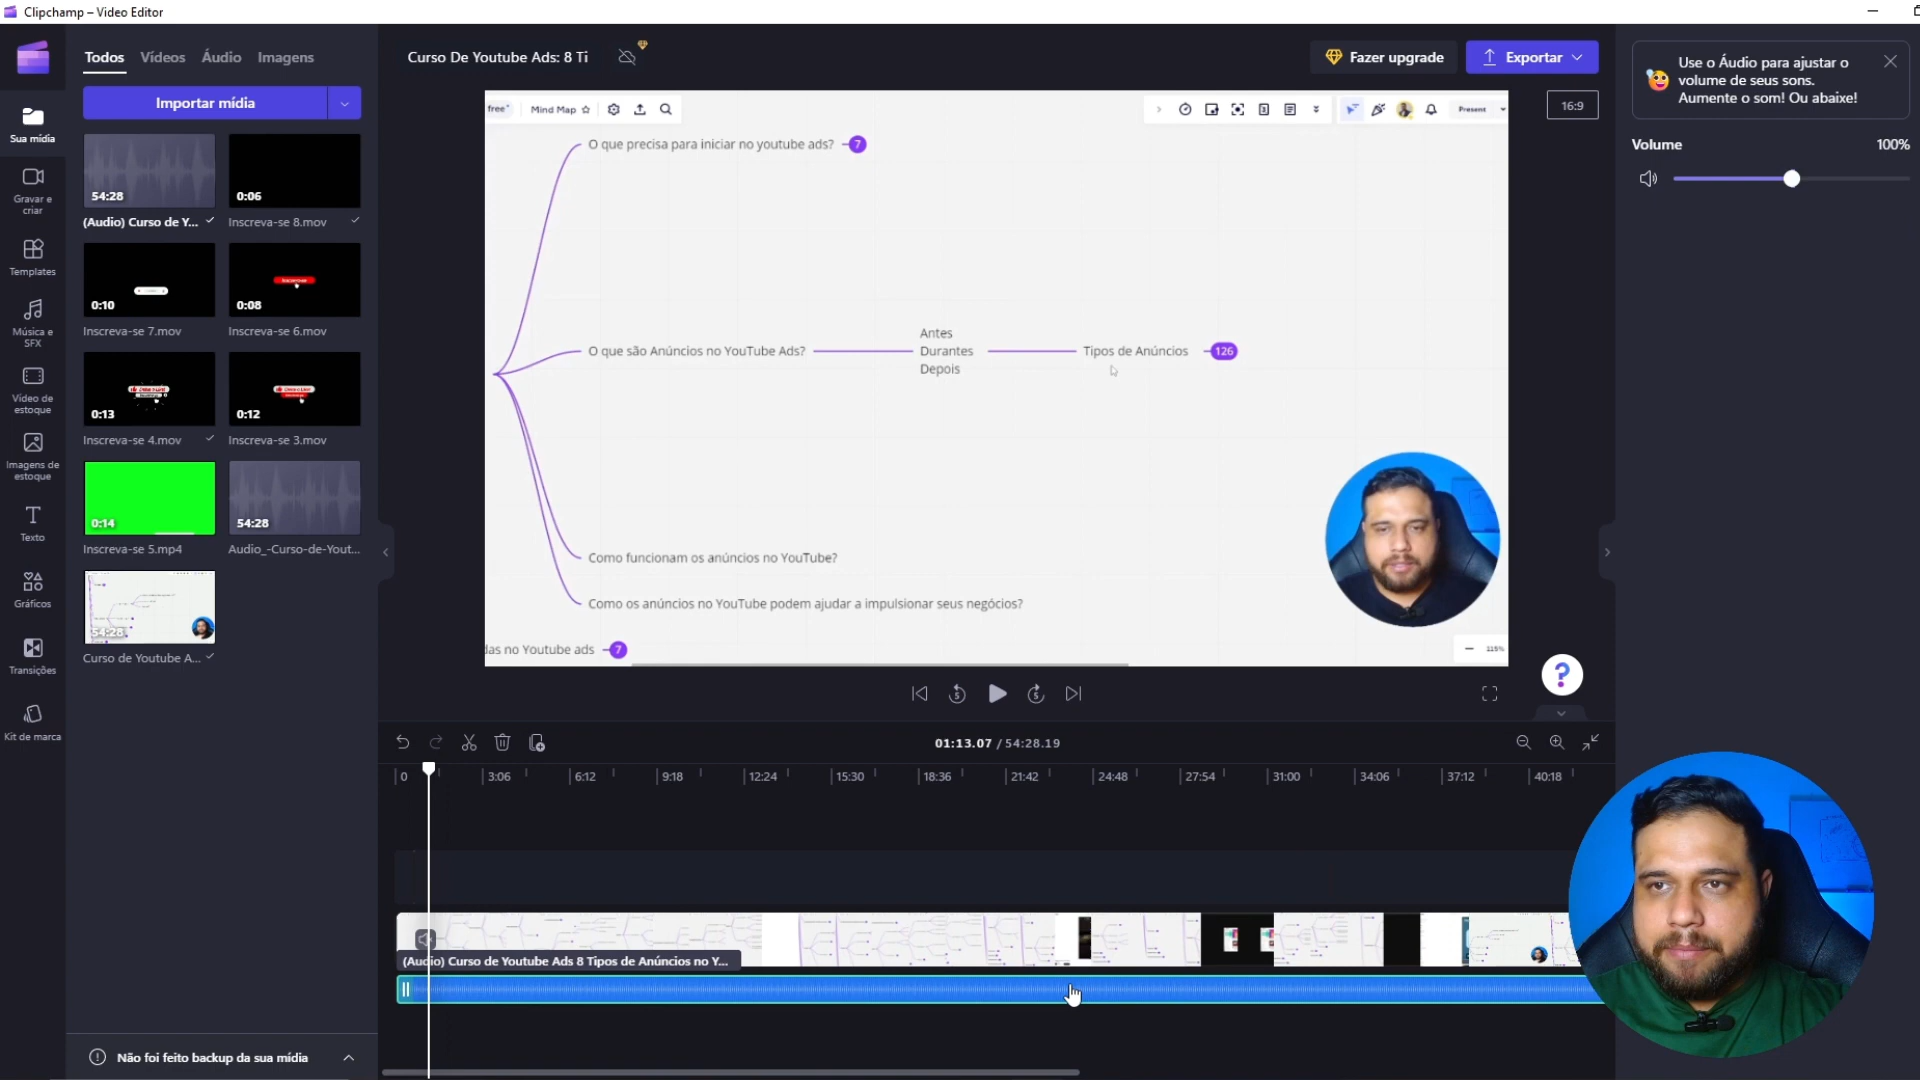 Clipchamp – Video Editor
Todos Vídeos Áudio Imagens
Importar mídia
Sua mídia
Gravar e
criar
Templates
Música e
SFX
Vídeo de
estoque
Imagens de
estoque
Texto
Gráficos
Transições
Kit de marca
54:28
(Audio) Curso de Y...
0:06
Inscreva-se 8.mov
0:10
Inscreva-se 7.mov
0:08
Inscreva-se 6.mov
0:13
Inscreva-se 4.mov
0:12
Inscreva-se 3.mov
0:14
Inscreva-se 5.mp4
54:28
Audio_-Curso-de-Yout...
54:28
Curso de Youtube A...
Não foi feito backup da sua mídia
Curso De Youtube Ads: 8 Ti
Fazer upgrade
Exportar
16:9
free
Mind Map
Present
O que precisa para iniciar no youtube ads? 7
O que são Anúncios no YouTube Ads?
Antes
Durantes
Depois
Tipos de Anúncios 126
Como funcionam os anúncios no YouTube?
Como os anúncios no YouTube podem ajudar a impulsionar seus negócios?
das no Youtube ads 7
115%
5
5
?
01:13.07 / 54:28.19
0 3:06 6:12 9:18 12:24 15:30 18:36 21:42 24:48 27:54 31:00 34:06 37:12 40:18
(Audio) Curso de Youtube Ads 8 Tipos de Anúncios no Y...
Use o Áudio para ajustar o
volume de seus sons.
Aumente o som! Ou abaixe!
Volume 100%